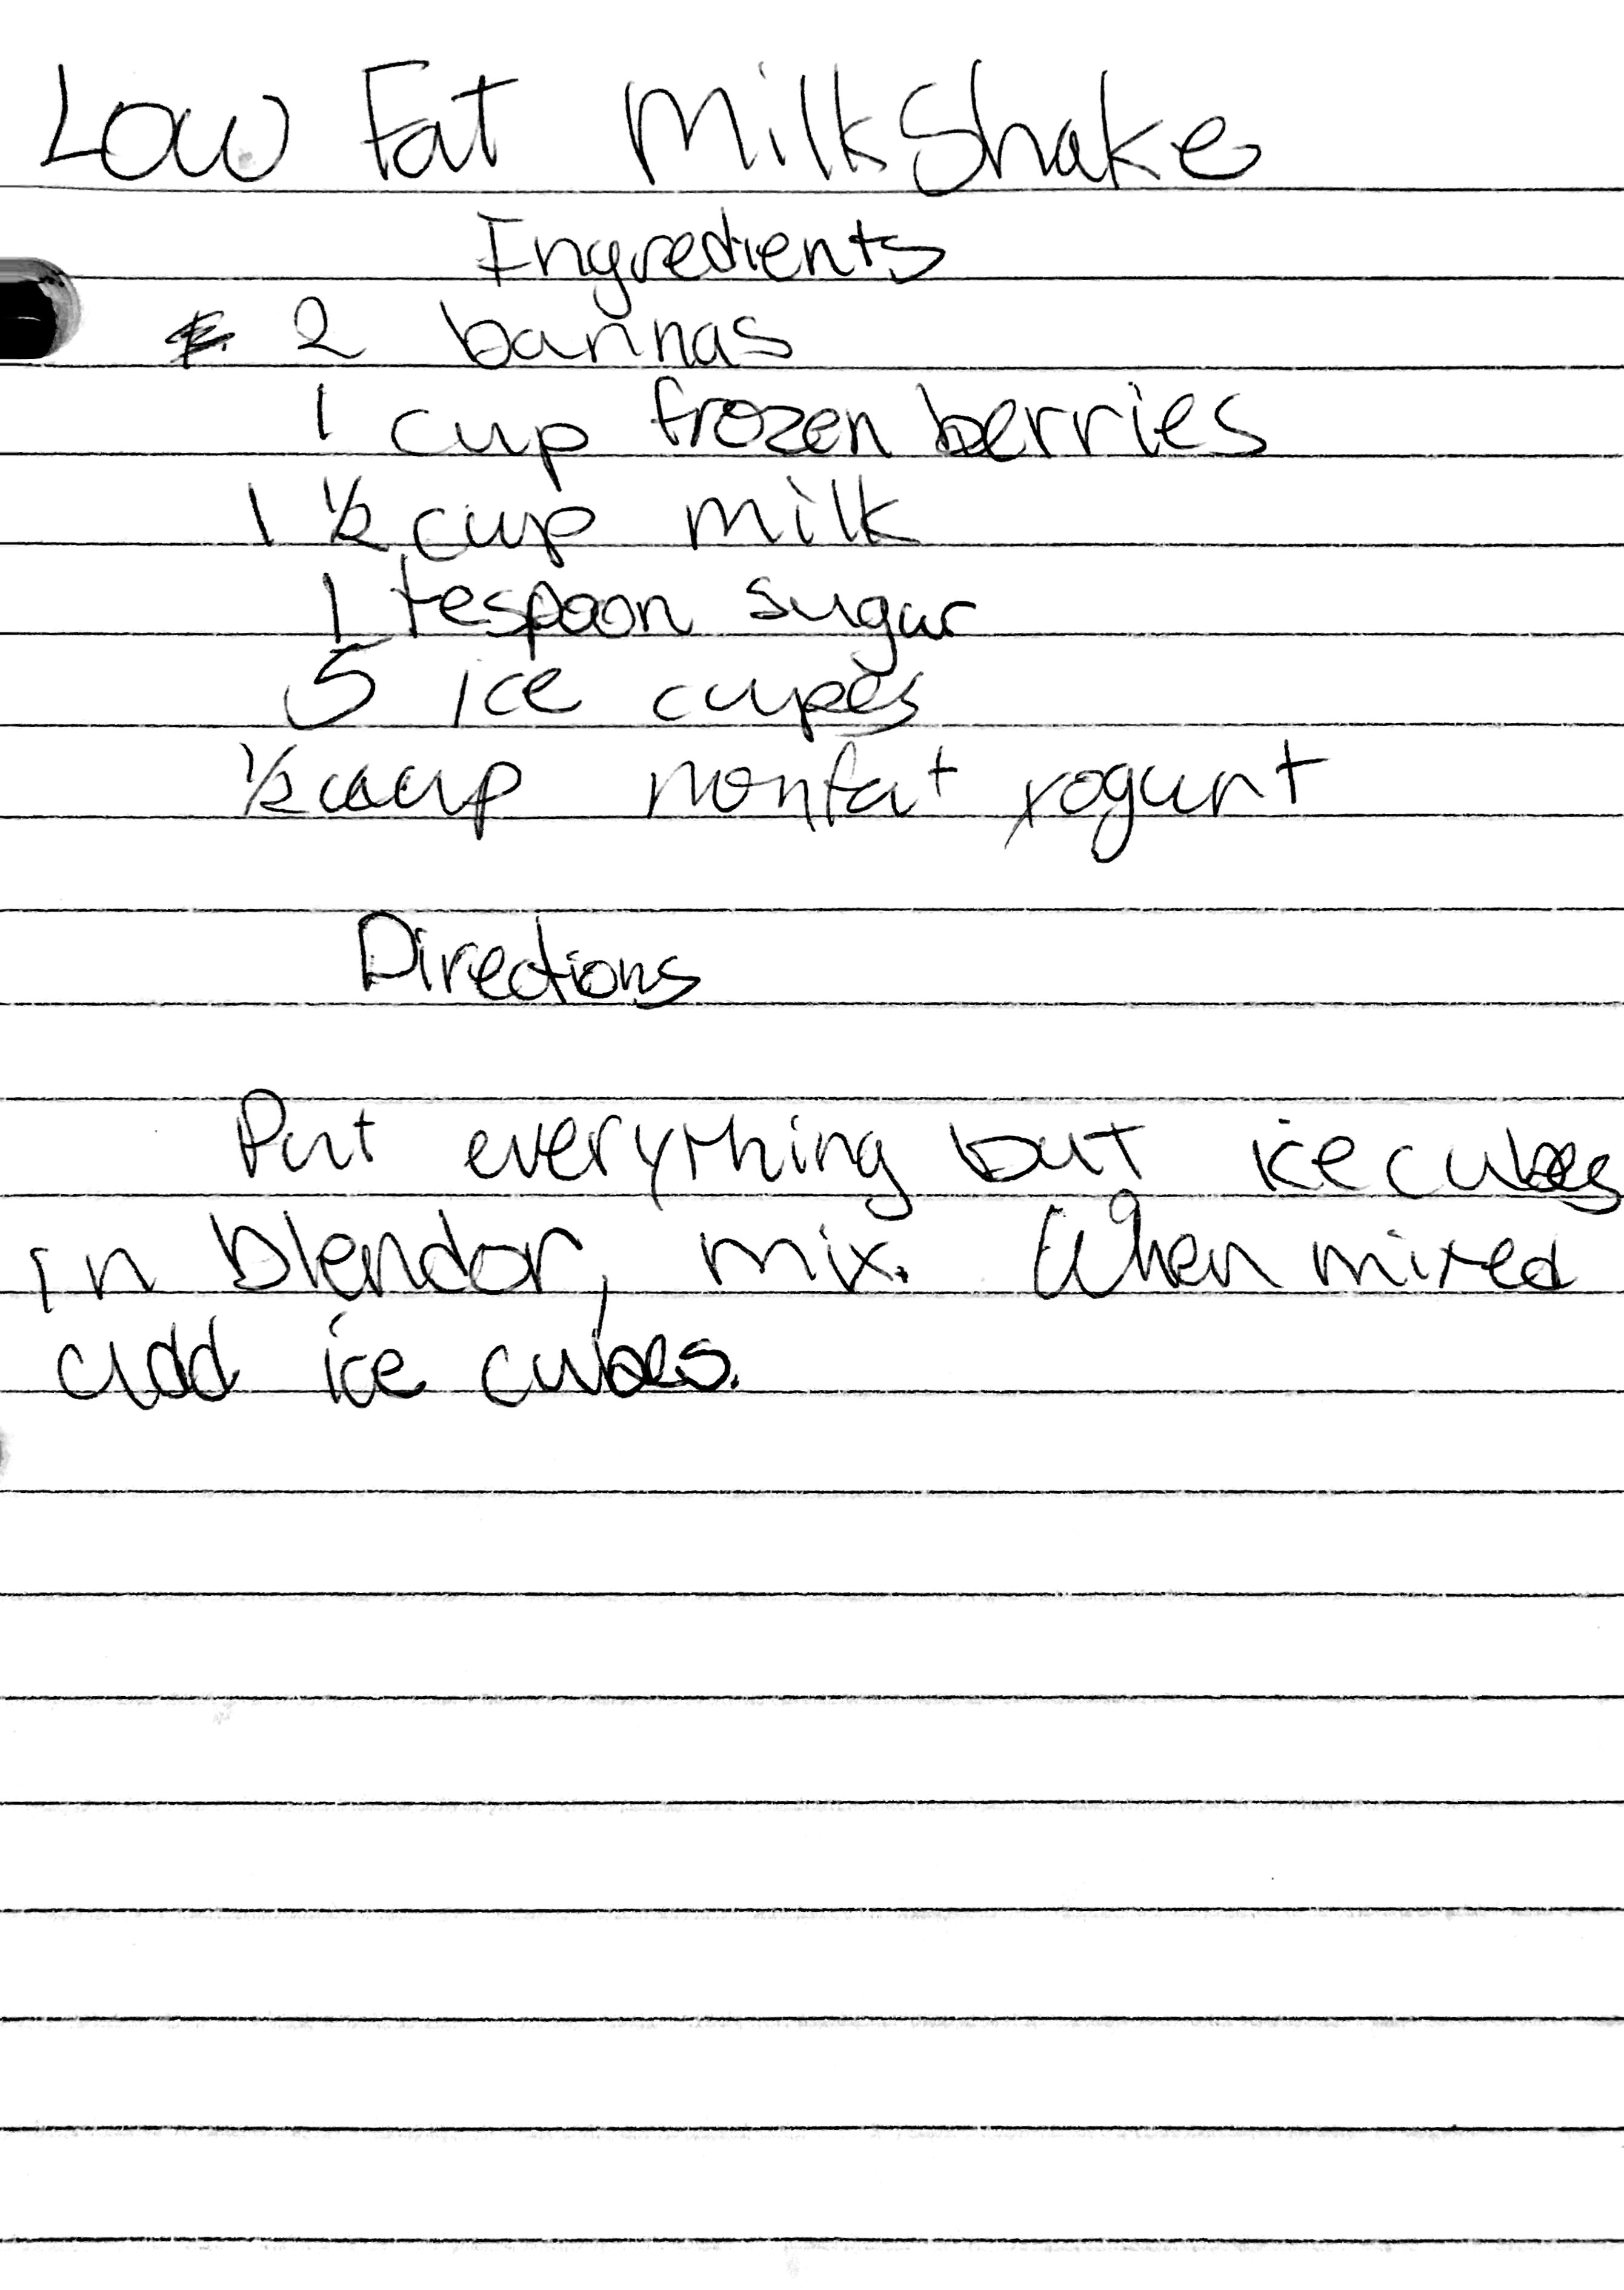 Low Fat MilkShake
Ingredients
2 bannas
1 cup frozen berries
1 ½ cup milk
1 tespoon sugar
5 ice cupes
½ cup nonfat yogurt
Directions
Put everything but ice cubes
in blendor, mix. When mixed
add ice cubes.